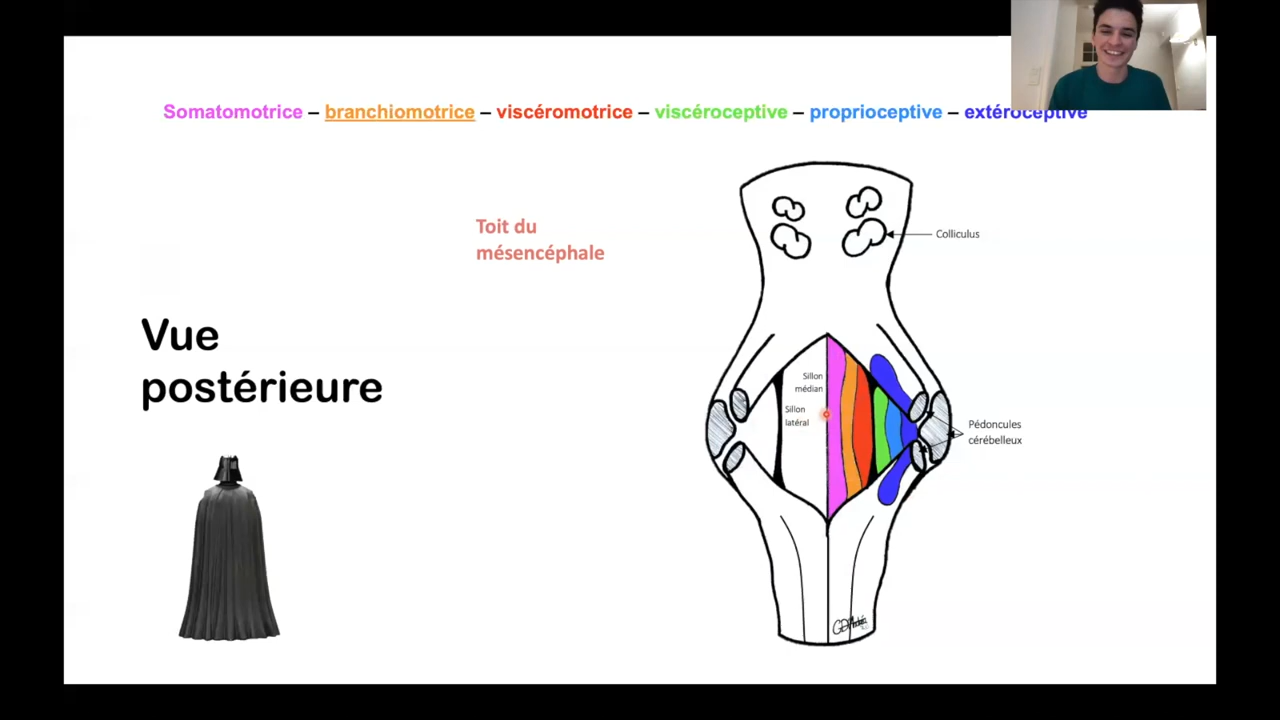 Somatomotrice – branchiomotrice – viscéromotrice – viscéroceptive – proprioceptive – extéroceptive
Toit du
mésencéphale
Colliculus
Vue
postérieure
Sillon
médian
Sillon
latéral
Pédoncules
cérébelleux